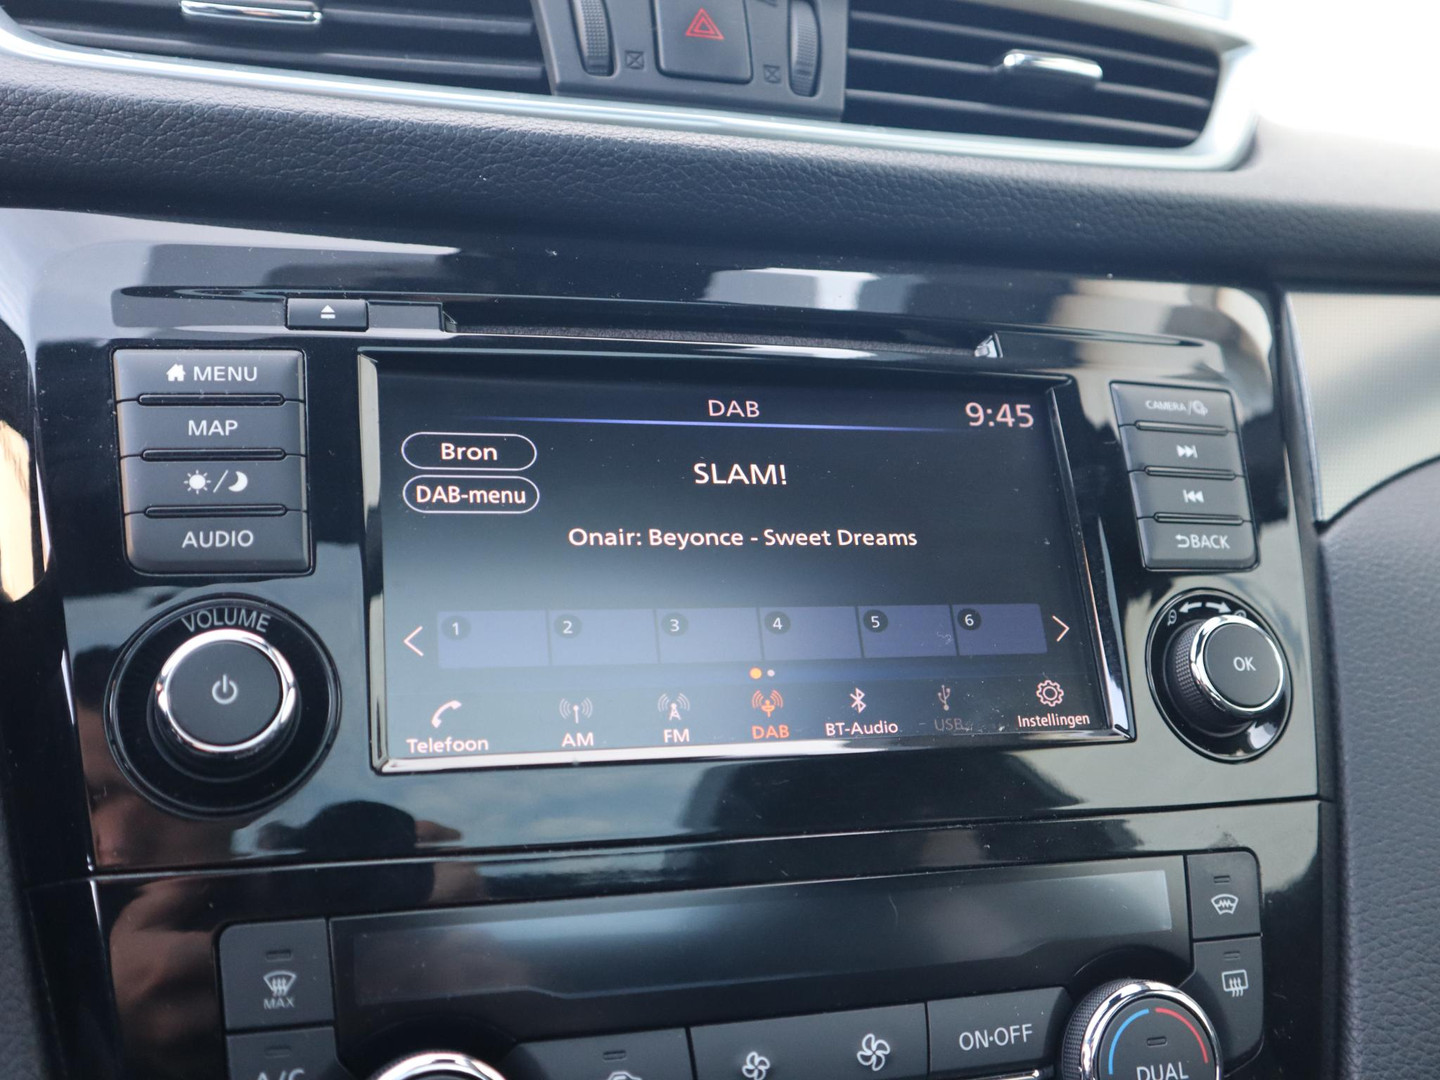 MENU
MAP
AUDIO
VOLUME
DAB
9:45
Bron
DAB-menu
SLAM!
Onair: Beyonce - Sweet Dreams
1 2 3 4 5 6
Telefoon AM FM DAB BT-Audio USB Instellingen
CAMERA/
BACK
OK
MAX
A/C
ON·OFF
DUAL